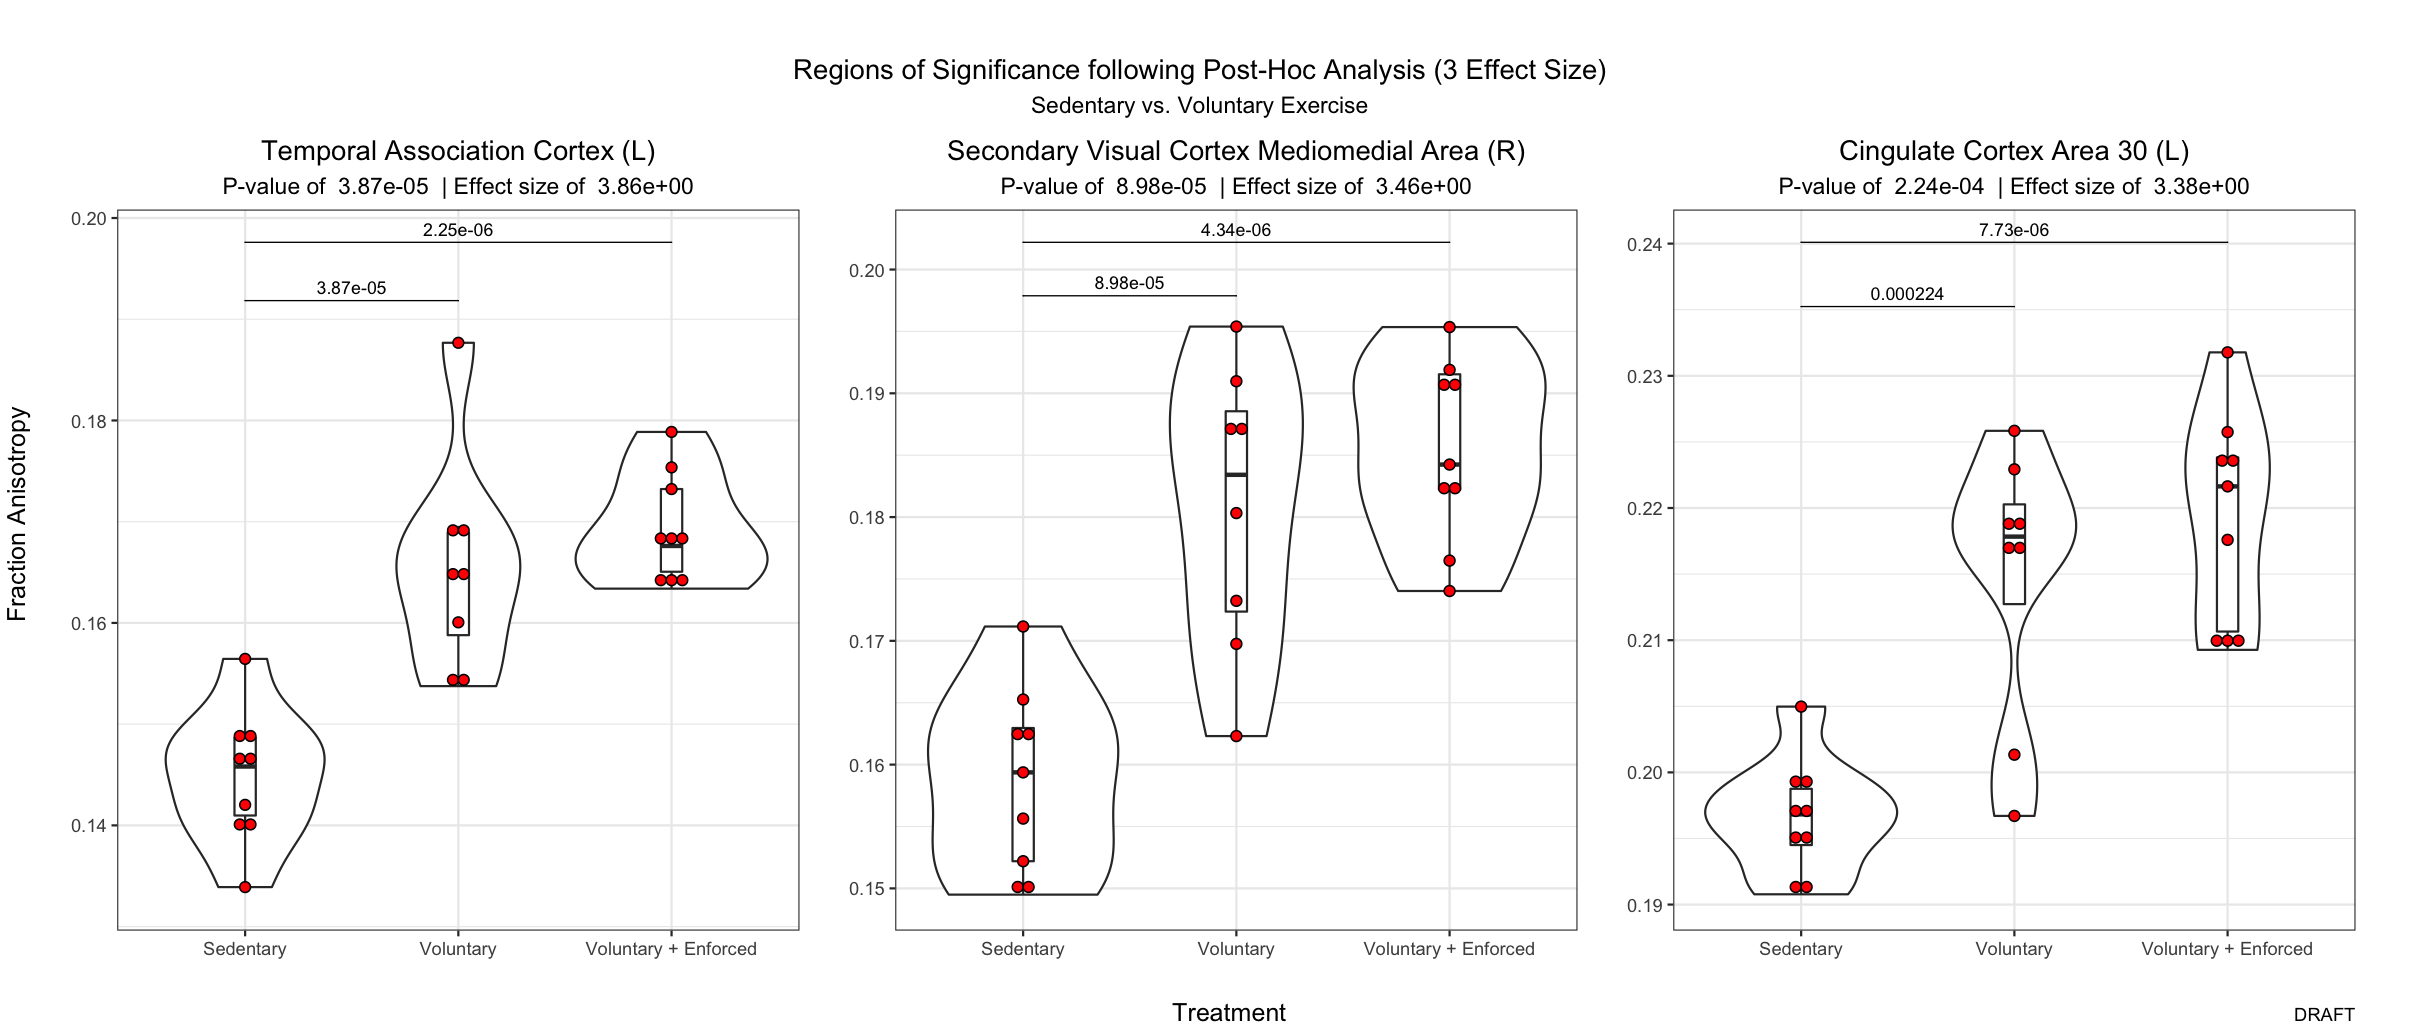 Regions of Significance following Post-Hoc Analysis (3 Effect Size)
Sedentary vs. Voluntary Exercise
Fraction Anisotropy
Temporal Association Cortex (L)
P-value of 3.87e-05 | Effect size of 3.86e+00
0.20
0.18
0.16
0.14
2.25e-06
3.87e-05
Sedentary
Voluntary
Voluntary + Enforced
Secondary Visual Cortex Mediomedial Area (R)
P-value of 8.98e-05 | Effect size of 3.46e+00
0.20
0.19
0.18
0.17
0.16
0.15
4.34e-06
8.98e-05
Sedentary
Voluntary
Voluntary + Enforced
Cingulate Cortex Area 30 (L)
P-value of 2.24e-04 | Effect size of 3.38e+00
0.24
0.23
0.22
0.21
0.20
0.19
7.73e-06
0.000224
Sedentary
Voluntary
Voluntary + Enforced
Treatment
DRAFT